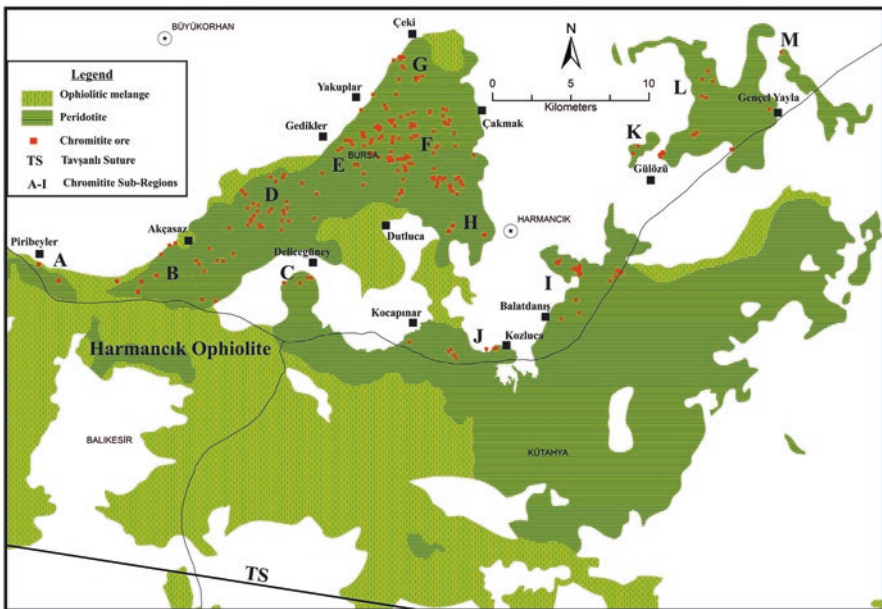 BÜYÜKORHAN
Çeki
N
M
Legend
Ophiolitic melange
Peridotite
Chromitite ore
TS Tavşanlı Suture
A-I Chromitite Sub-Regions
G
Yakuplar
0 5 10
Kilometers
L
Gençel Yayla
Gedikler
Çakmak
F
BURSA
E
K
Gülözü
D
H
HARMANCIK
Akçasaz
Dutluca
Piribeyler
A
B
Delicegüney
C
I
Balatdanış
Kocapınar
J
Kozluca
Harmancık Ophiolite
BALIKESİR
KÜTAHYA
TS